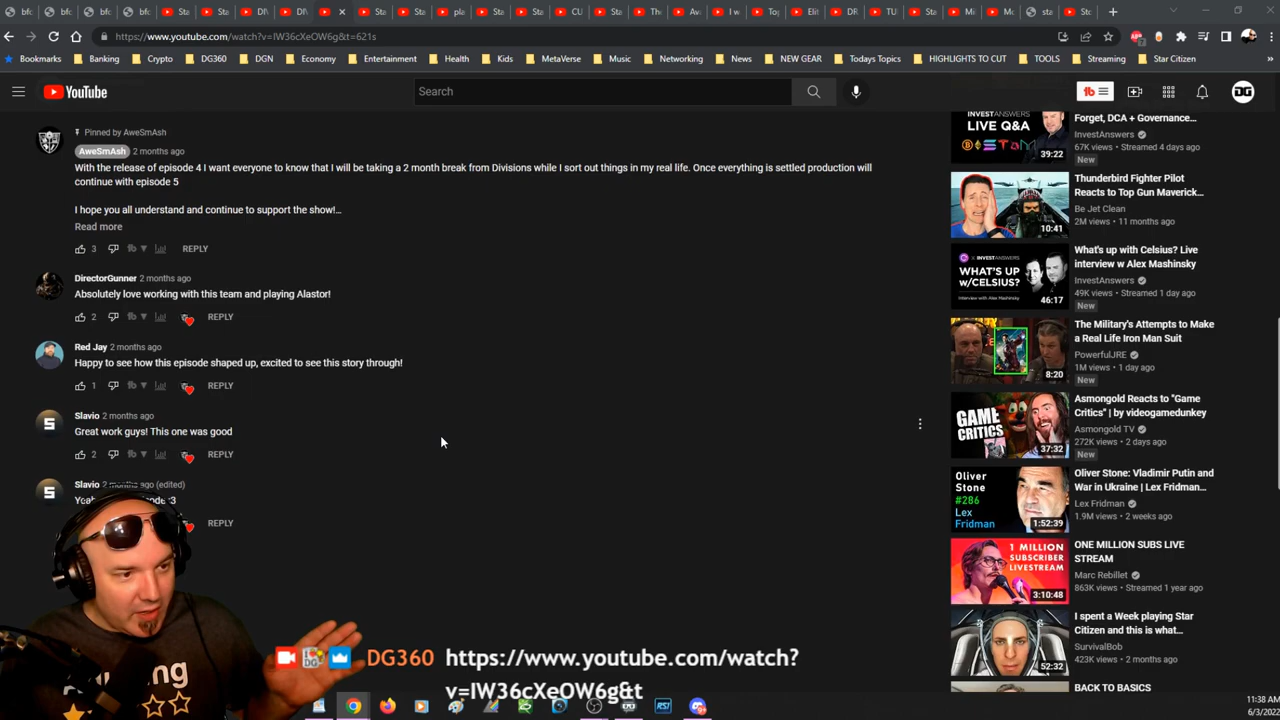 https://www.youtube.com/watch?v=IW36cXeOW6g&t=621s
Bookmarks Banking Crypto DG360 DGN Economy Entertainment Health Kids MetaVerse Music Networking News NEW GEAR Todays Topics HIGHLIGHTS TO CUT TOOLS Streaming Star Citizen
YouTube
Search
Pinned by AweSmAsh
AweSmAsh 2 months ago
With the release of episode 4 I want everyone to know that I will be taking a 2 month break from Divisions while I sort out things in my real life. Once everything is settled production will
continue with episode 5
I hope you all understand and continue to support the show!...
Read more
3 REPLY
DirectorGunner 2 months ago
Absolutely love working with this team and playing Alastor!
2 REPLY
Red Jay 2 months ago
Happy to see how this episode shaped up, excited to see this story through!
1 REPLY
Slavio 2 months ago
Great work guys! This one was good
2 REPLY
Slavio 2 months ago (edited)
REPLY
INVEST ANSWERS
LIVE Q&A
39:22
Forget, DCA + Governance...
InvestAnswers
67K views • Streamed 4 days ago
New
10:41
Thunderbird Fighter Pilot
Reacts to Top Gun Maverick...
Be Jet Clean
2M views • 11 months ago
INVESTANSWERS
WHAT'S UP
W/CELSIUS?
Interview with Alex Mashinsky
46:17
What's up with Celsius? Live
interview w Alex Mashinsky
InvestAnswers
49K views • Streamed 1 day ago
New
8:20
The Military's Attempts to Make
a Real Life Iron Man Suit
PowerfulJRE
1M views • 1 day ago
New
GAME
CRITICS
37:32
Asmongold Reacts to "Game
Critics" | by videogamedunkey
Asmongold TV
272K views • 2 days ago
New
Oliver
Stone
#286
Lex
Fridman
1:52:39
Oliver Stone: Vladimir Putin and
War in Ukraine | Lex Fridman...
Lex Fridman
1.9M views • 2 weeks ago
1 MILLION
SUBSCRIBER
LIVESTREAM
3:10:48
ONE MILLION SUBS LIVE
STREAM
Marc Rebillet
863K views • Streamed 1 year ago
52:32
I spent a Week playing Star
Citizen and this is what...
SurvivalBob
423K views • 2 weeks ago
BACK TO BASICS
DG360 https://www.youtube.com/watch?
v=IW36cXeOW6g&t
11:38 AM
6/3/2022